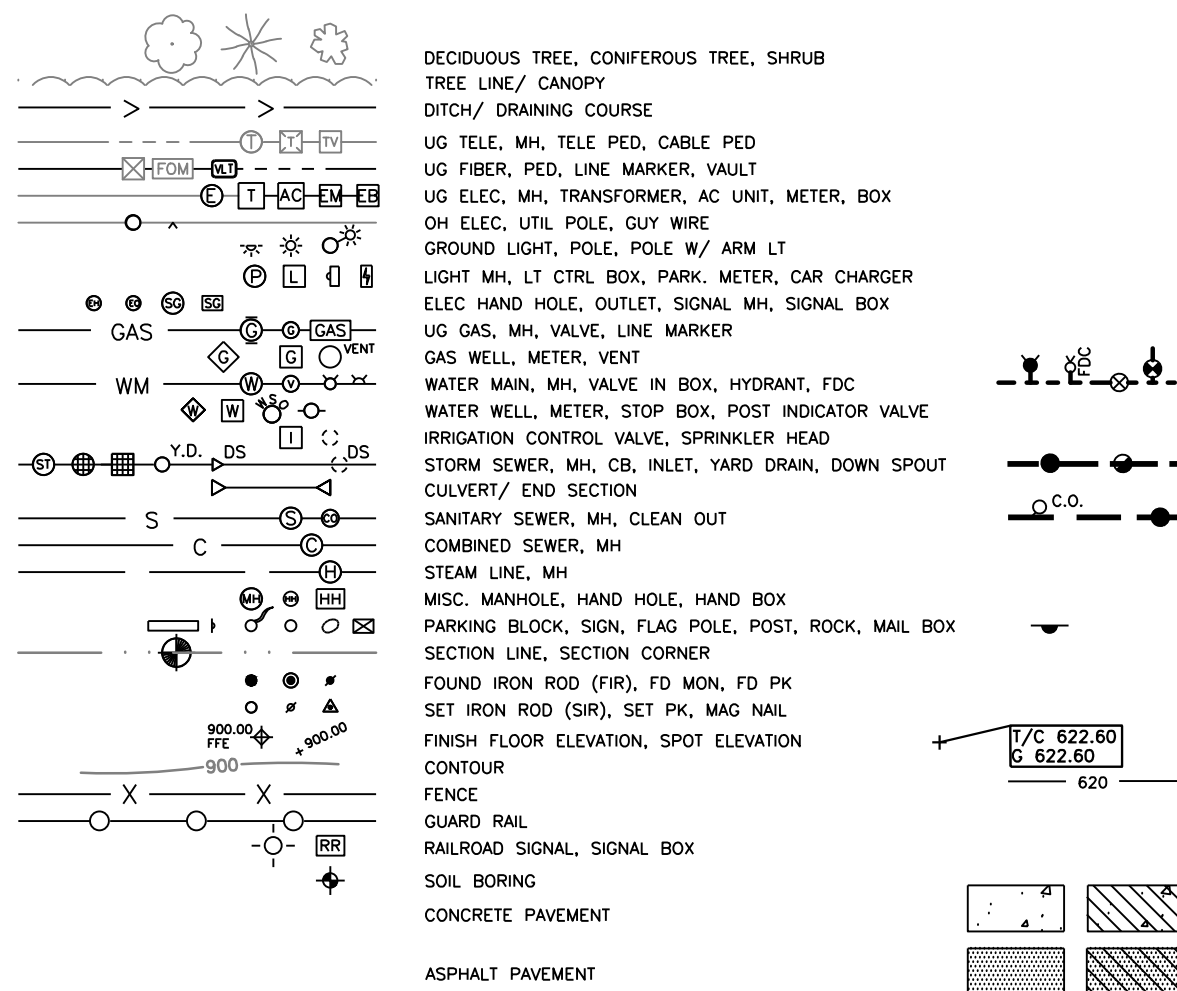 DECIDUOUS TREE, CONIFEROUS TREE, SHRUB
TREE LINE/ CANOPY
DITCH/ DRAINING COURSE
T T TV UG TELE, MH, TELE PED, CABLE PED
FOM VLT UG FIBER, PED, LINE MARKER, VAULT
E T AC EM EB UG ELEC, MH, TRANSFORMER, AC UNIT, METER, BOX
OH ELEC, UTIL POLE, GUY WIRE
GROUND LIGHT, POLE, POLE W/ ARM LT
P L LIGHT MH, LT CTRL BOX, PARK. METER, CAR CHARGER
EH EO SG SG ELEC HAND HOLE, OUTLET, SIGNAL MH, SIGNAL BOX
GAS G G GAS UG GAS, MH, VALVE, LINE MARKER
G G VENT GAS WELL, METER, VENT
WM W V WATER MAIN, MH, VALVE IN BOX, HYDRANT, FDC FDC
W W WSO WATER WELL, METER, STOP BOX, POST INDICATOR VALVE
I IRRIGATION CONTROL VALVE, SPRINKLER HEAD
ST Y.D. DS DS STORM SEWER, MH, CB, INLET, YARD DRAIN, DOWN SPOUT
CULVERT/ END SECTION
S S CO SANITARY SEWER, MH, CLEAN OUT C.O.
C C COMBINED SEWER, MH
H STEAM LINE, MH
MH HH HH MISC. MANHOLE, HAND HOLE, HAND BOX
PARKING BLOCK, SIGN, FLAG POLE, POST, ROCK, MAIL BOX
SECTION LINE, SECTION CORNER
FOUND IRON ROD (FIR), FD MON, FD PK
SET IRON ROD (SIR), SET PK, MAG NAIL
900.00
FFE
+900.00 FINISH FLOOR ELEVATION, SPOT ELEVATION
T/C 622.60
G 622.60
900 CONTOUR 620
X X FENCE
GUARD RAIL
RR RAILROAD SIGNAL, SIGNAL BOX
SOIL BORING
CONCRETE PAVEMENT
ASPHALT PAVEMENT